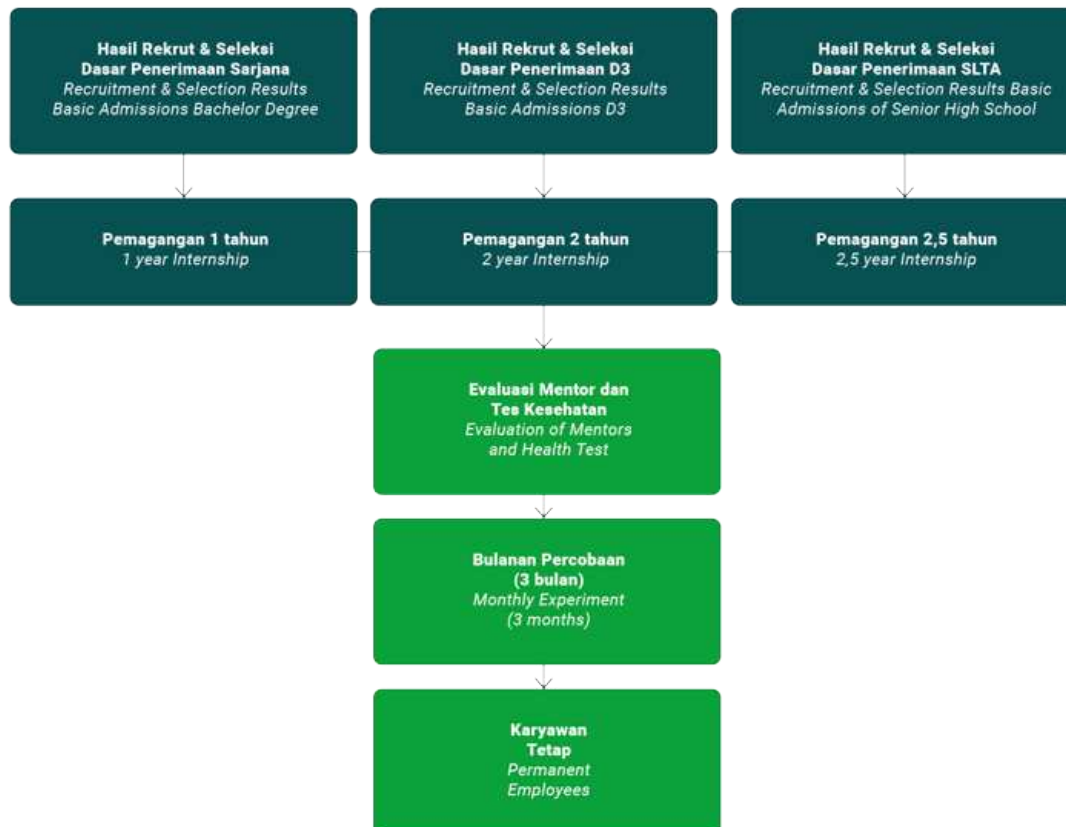 Hasil Rekrut & Seleksi
Dasar Penerimaan Sarjana
Recruitment & Selection Results
Basic Admissions Bachelor Degree
Hasil Rekrut & Seleksi
Dasar Penerimaan D3
Recruitment & Selection Results
Basic Admissions D3
Hasil Rekrut & Seleksi
Dasar Penerimaan SLTA
Recruitment & Selection Results Basic
Admissions of Senior High School
Pemagangan 1 tahun
1 year Internship
Pemagangan 2 tahun
2 year Internship
Pemagangan 2,5 tahun
2,5 year Internship
Evaluasi Mentor dan
Tes Kesehatan
Evaluation of Mentors
and Health Test
Bulanan Percobaan
(3 bulan)
Monthly Experiment
(3 months)
Karyawan
Tetap
Permanent
Employees